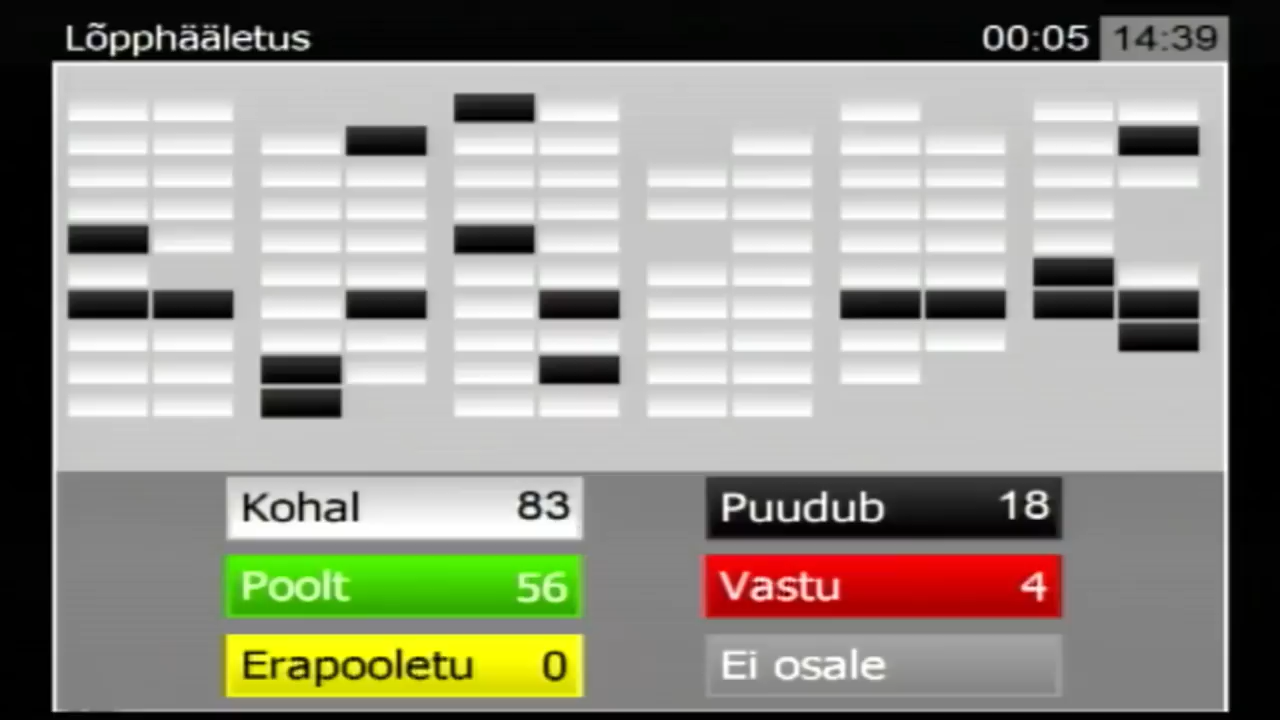 Lõpphääletus 00:05 14:39
Kohal 83 Puudub 18
Poolt 56 Vastu 4
Erapooletu 0 Ei osale